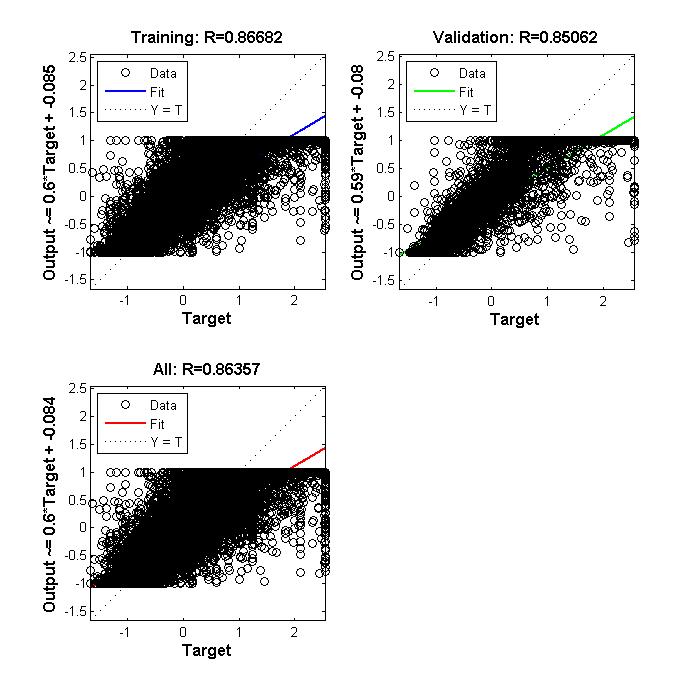 Training: R=0.86682
Output ~= 0.6*Target + -0.085
Data
Fit
Y = T
2.5
2
1.5
1
0.5
0
-0.5
-1
-1.5
-1 0 1 2
Target
Validation: R=0.85062
Output ~= 0.59*Target + -0.08
Data
Fit
Y = T
2.5
2
1.5
1
0.5
0
-0.5
-1
-1.5
-1 0 1 2
Target
All: R=0.86357
Output ~= 0.6*Target + -0.084
Data
Fit
Y = T
2.5
2
1.5
1
0.5
0
-0.5
-1
-1.5
-1 0 1 2
Target